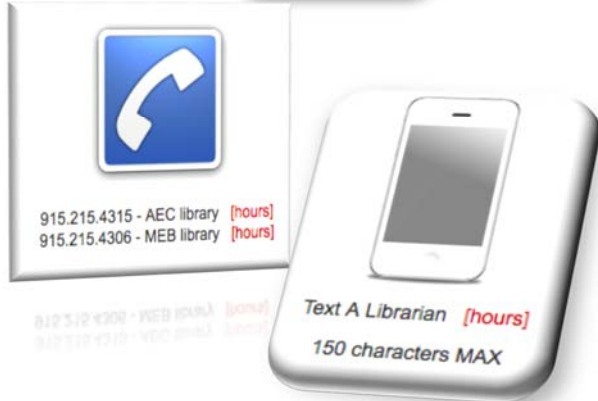 915.215.4315 - AEC library [hours]
915.215.4306 - MEB library [hours]
Text A Librarian [hours]
150 characters MAX